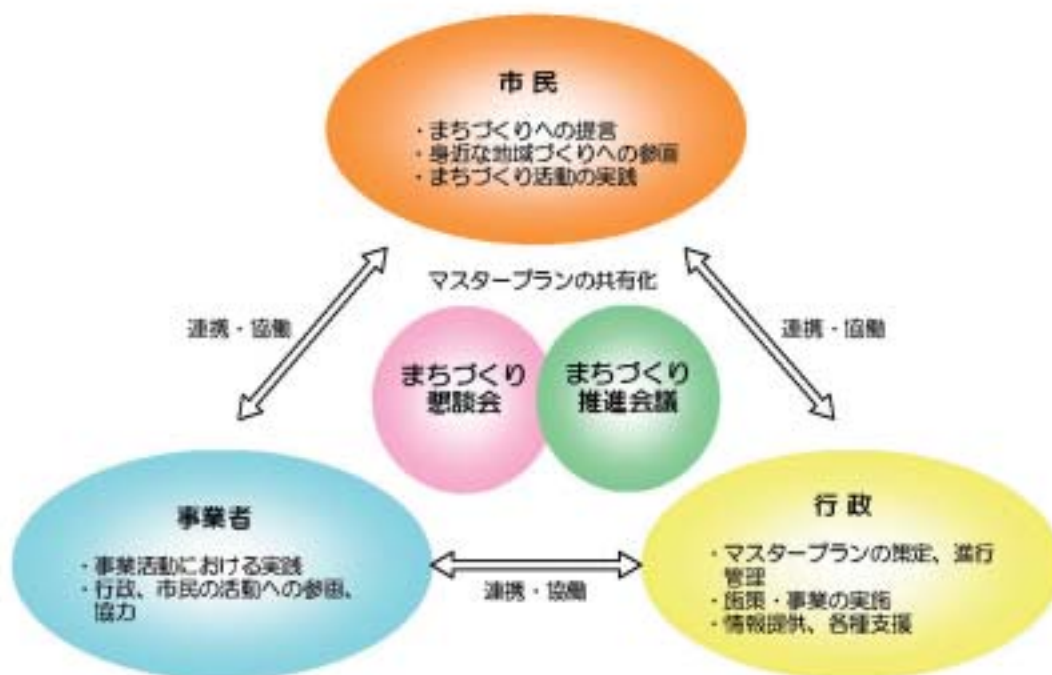 市民
・まちづくりへの提言
・身近な地域づくりへの参画
・まちづくり活動の実践
マスタープランの共有化
連携・協働
連携・協働
まちづくり
懇談会
まちづくり
推進会議
事業者
・事業活動における実践
・行政、市民の活動への参画、
協力
連携・協働
行政
・マスタープランの策定、進行
管理
・施策・事業の実施
・情報提供、各種支援